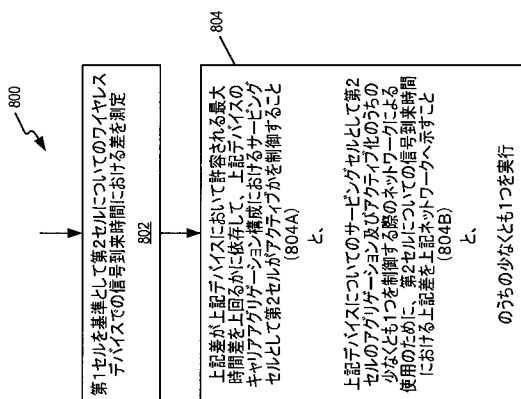 800
第1セルを基準として第2セルについてのワイヤレス
デバイスでの信号到来時間における差を測定
802
804
上記差が上記デバイスにおいて許容される最大
時間差を上回るかに依存して、上記デバイスの
キャリアアグリゲーション構成におけるサービング
セルとして第2セルがアクティブかを制御すること
(804A)
と、
上記デバイスについてのサービングセルとして第2
セルのアグリゲーション及びアクティブ化のうちの
少なくとも1つを制御する際のネットワークによる
使用のために、第2セルについての信号到来時間
における上記差を上記ネットワークへ示すこと
(804B)
と、
のうちの少なくとも1つを実行